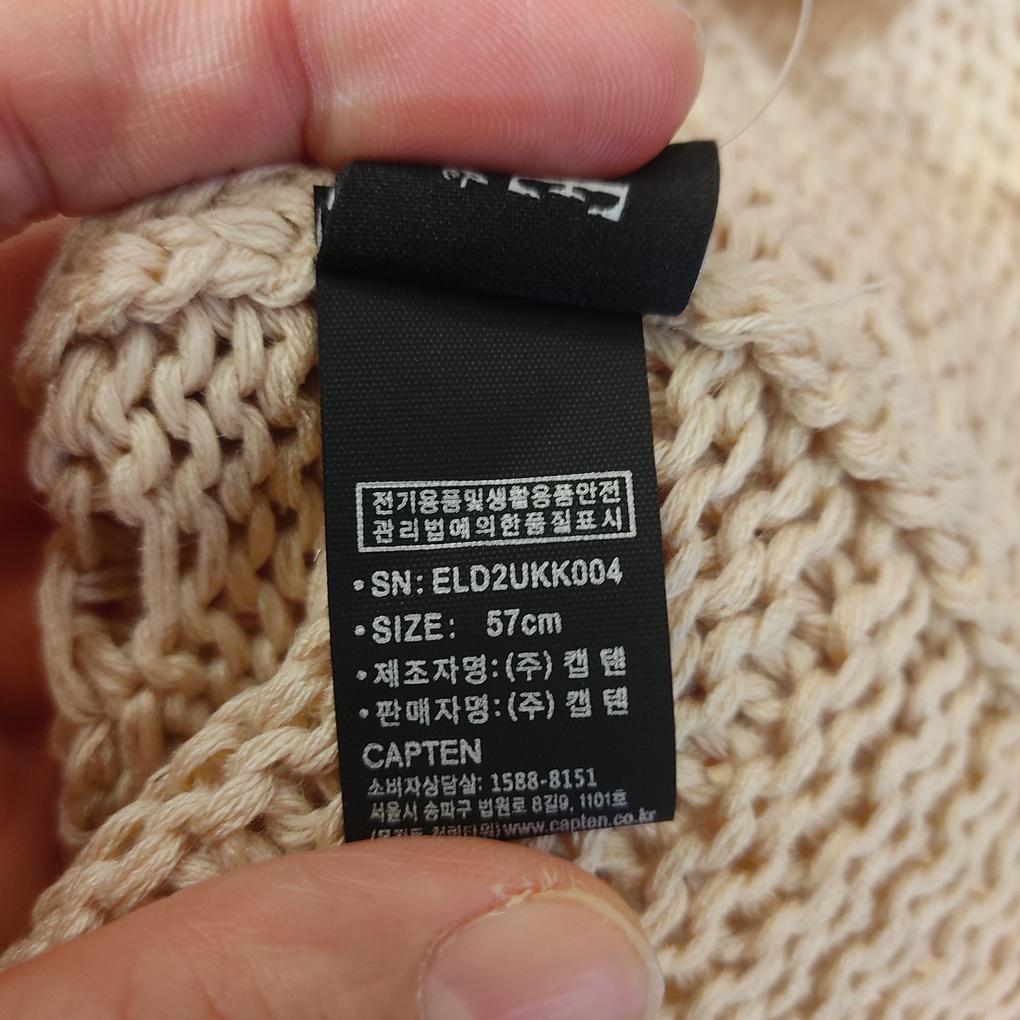 전기용품및생활용품안전
관리법에의한품질표시
•SN: ELD2UKK004
•SIZE: 57cm
•제조자명:(주) 캡 텐
•판매자명:(주) 캡 텐
CAPTEN
소비자상담실: 1588-8151
서울시 송파구 법원로 8길9, 1101호
www.capten.co.kr